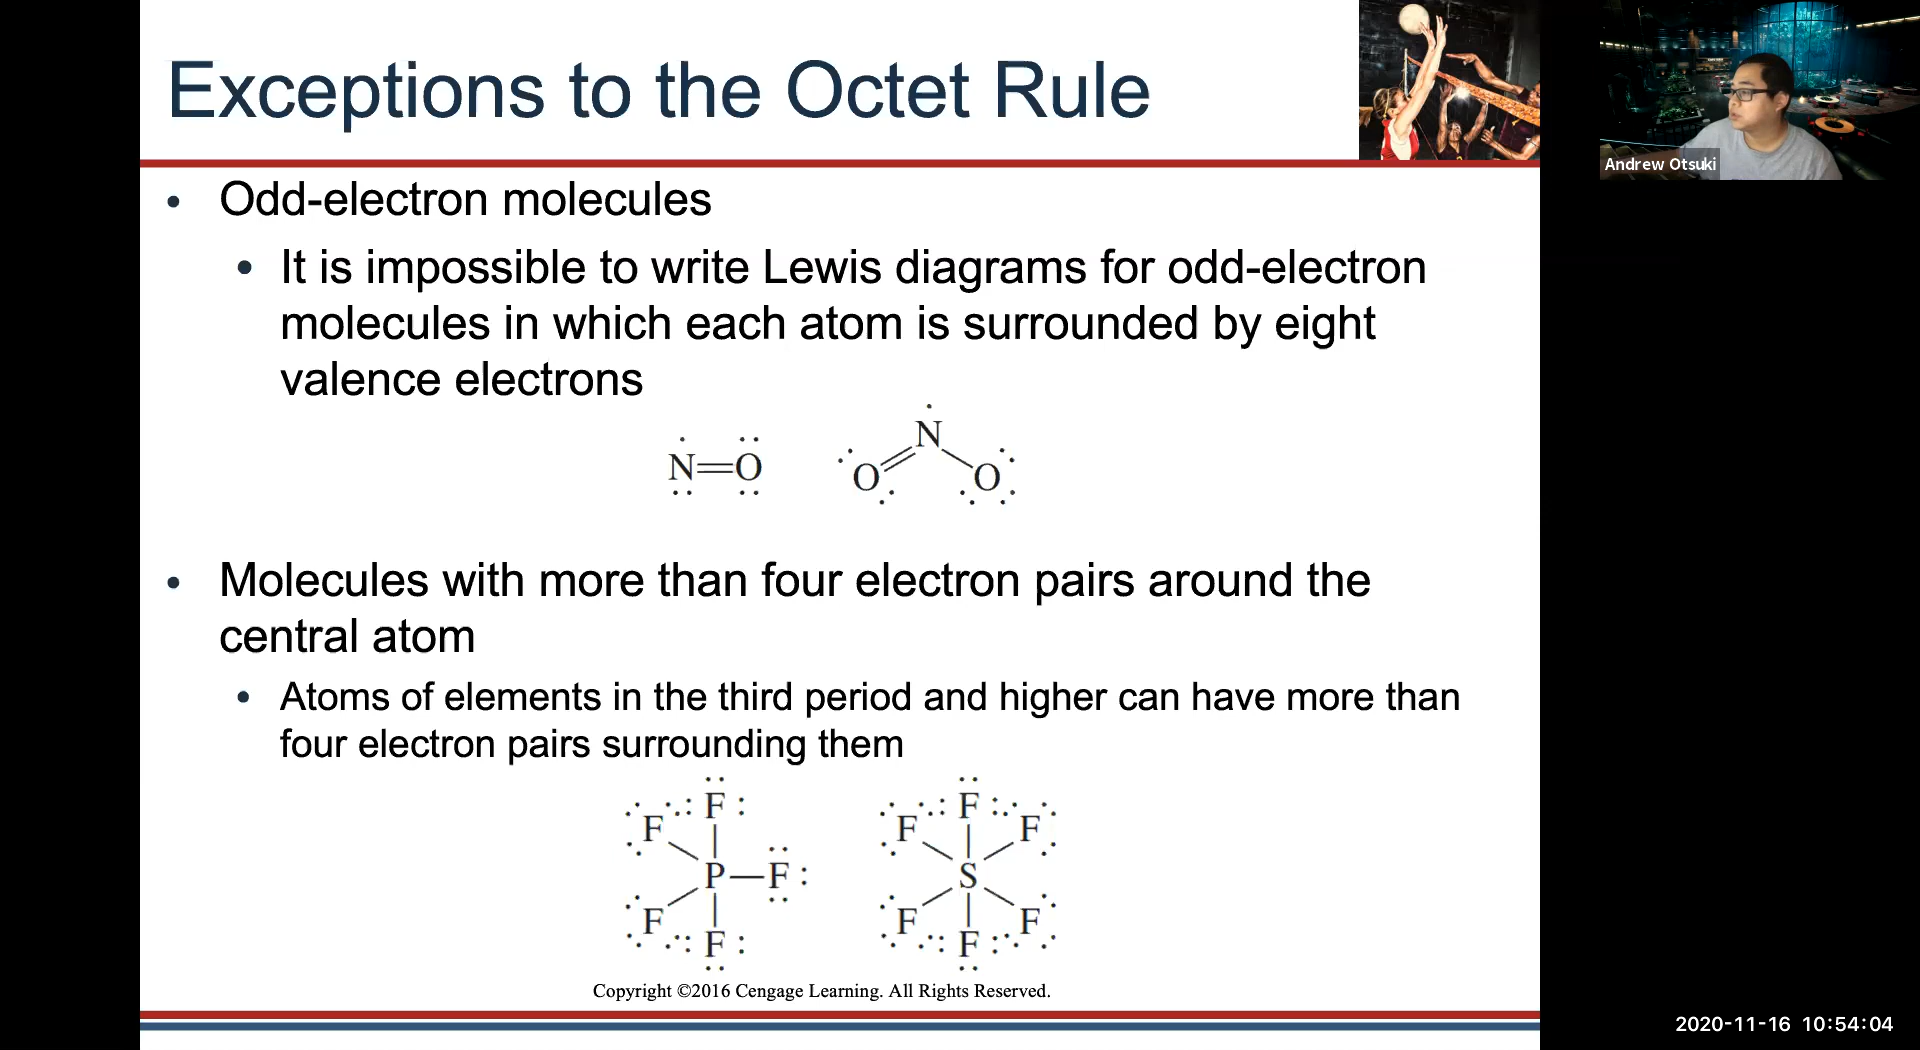 Exceptions to the Octet Rule
Andrew Otsuki
• Odd-electron molecules
• It is impossible to write Lewis diagrams for odd-electron
molecules in which each atom is surrounded by eight
valence electrons
N=O
N
O O
• Molecules with more than four electron pairs around the
central atom
• Atoms of elements in the third period and higher can have more than
four electron pairs surrounding them
F F
F F F
P—F S
F F F
F F
Copyright ©2016 Cengage Learning. All Rights Reserved.
2020-11-16 10:54:04